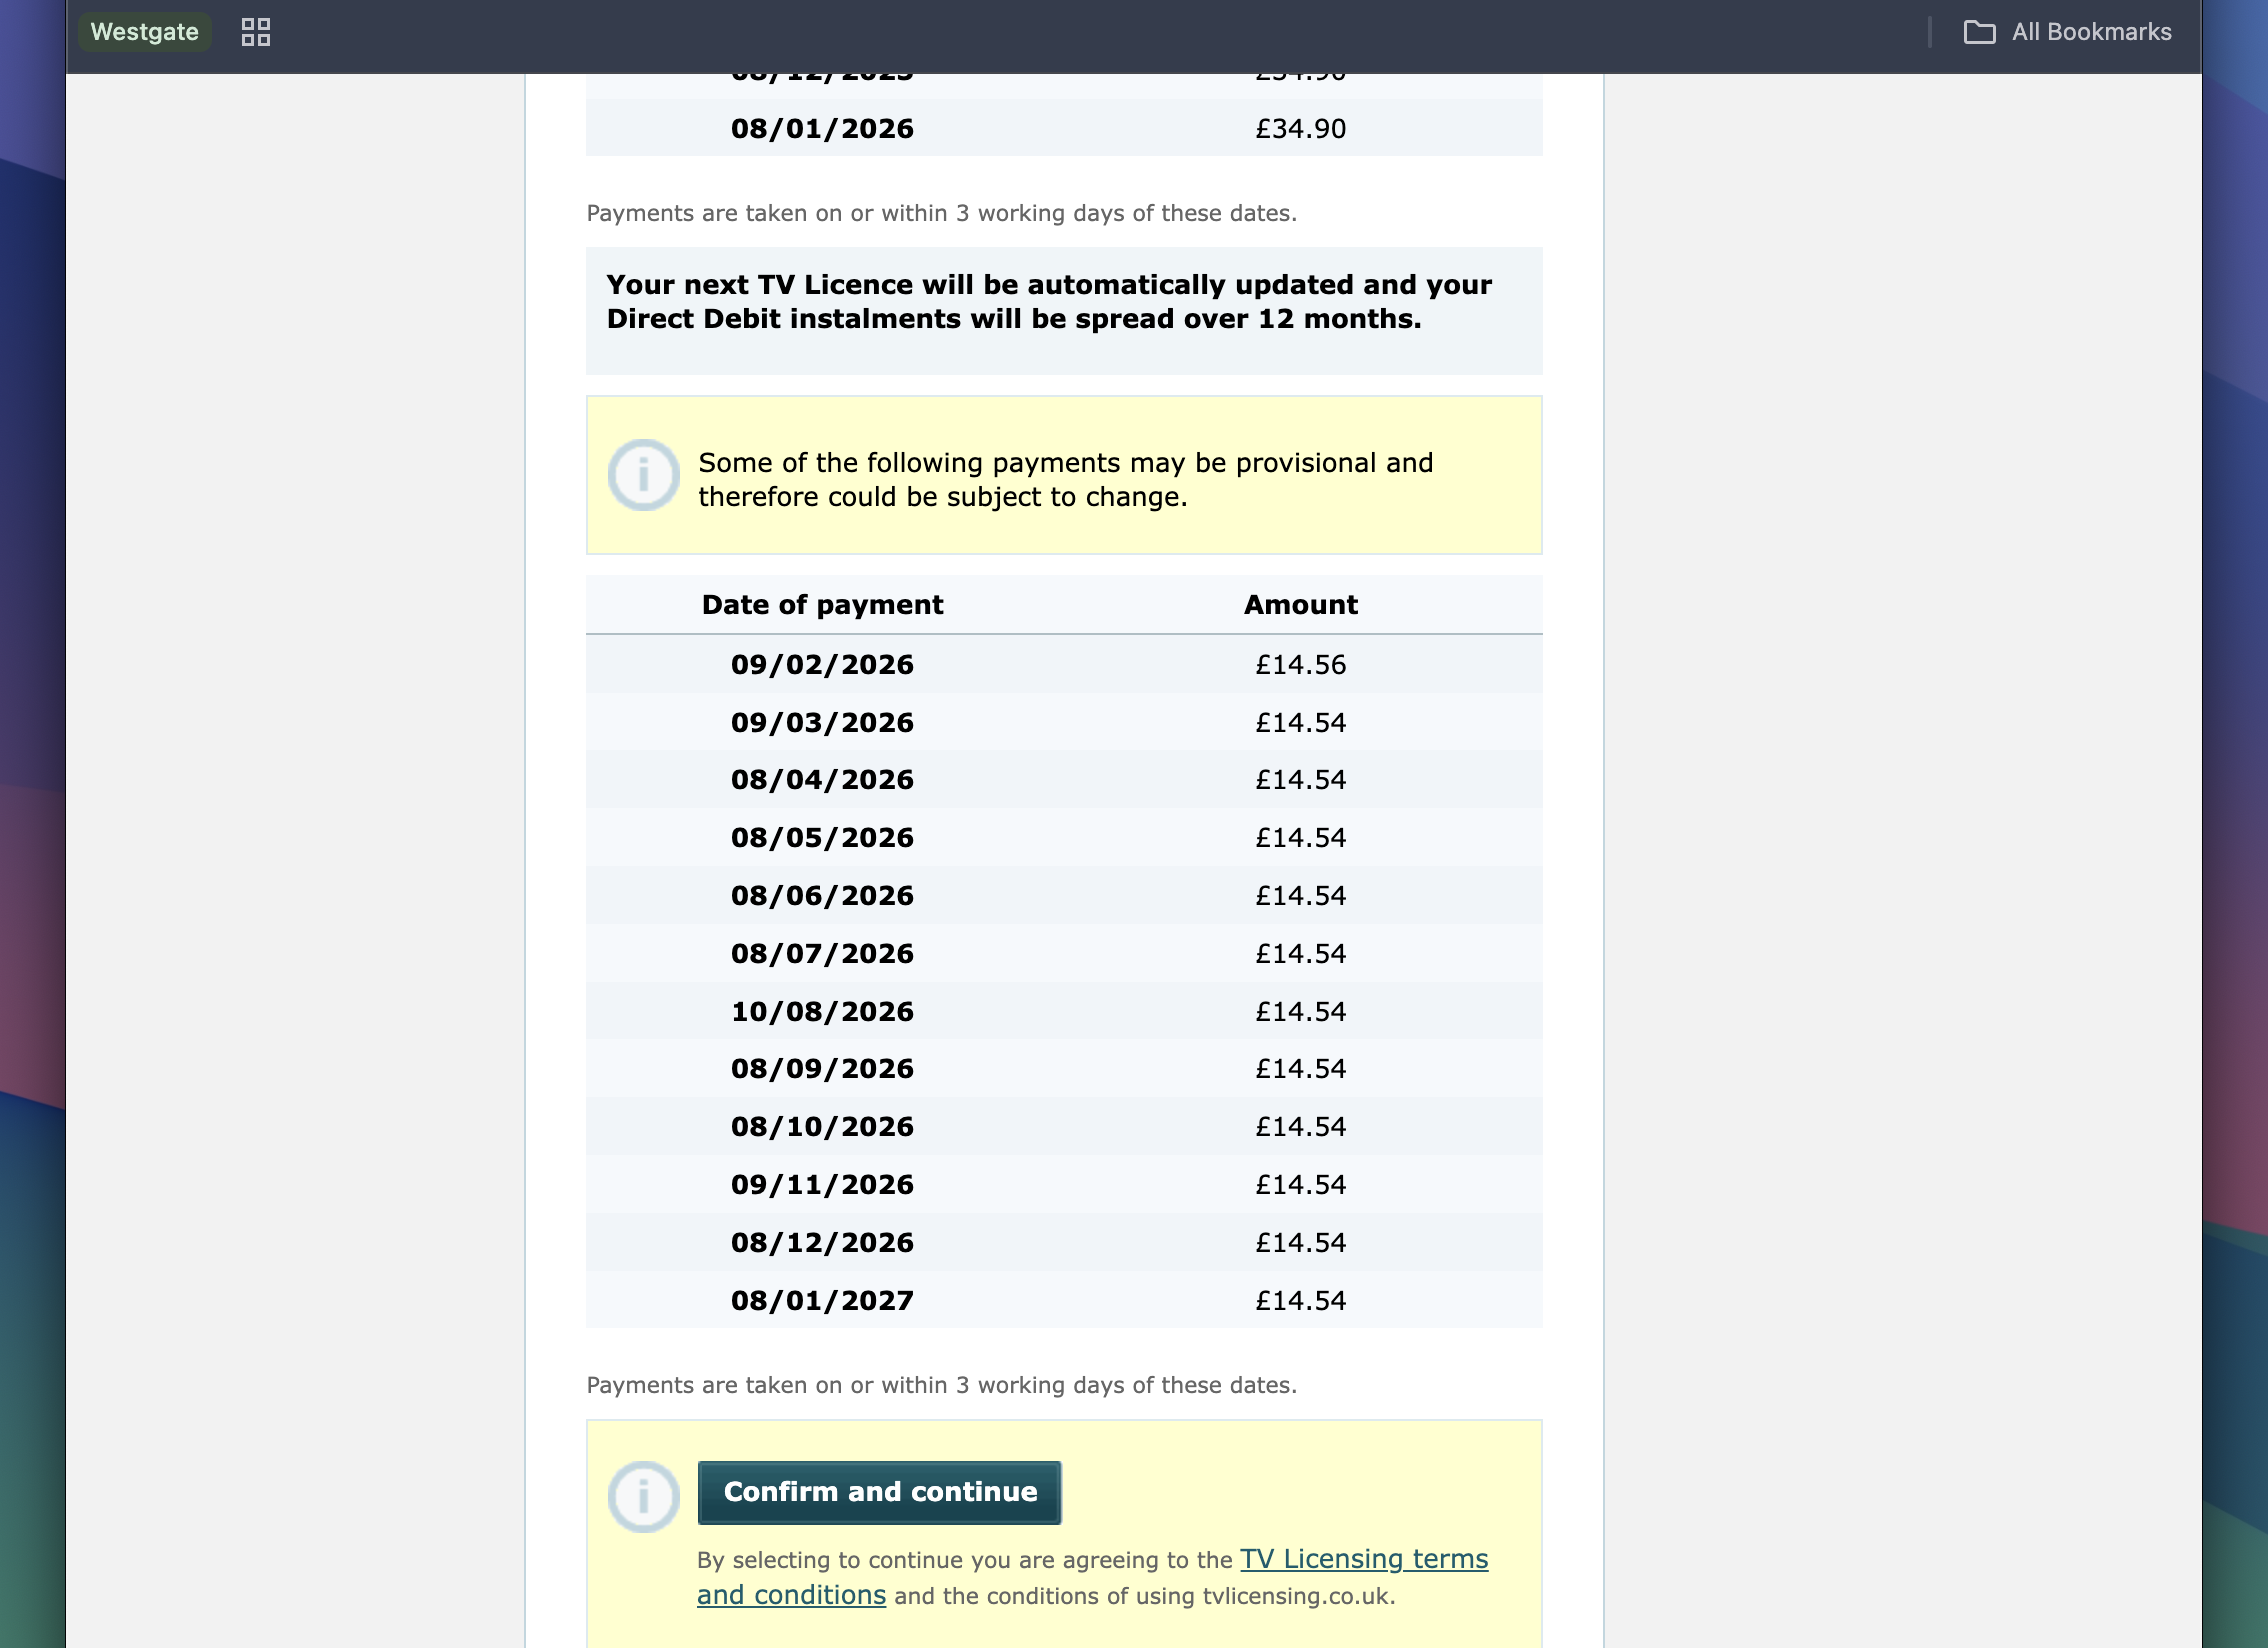 Westgate
All Bookmarks
08/12/2025 £34.90
08/01/2026 £34.90
Payments are taken on or within 3 working days of these dates.
Your next TV Licence will be automatically updated and your
Direct Debit instalments will be spread over 12 months.
Some of the following payments may be provisional and
therefore could be subject to change.
Date of payment Amount
09/02/2026 £14.56
09/03/2026 £14.54
08/04/2026 £14.54
08/05/2026 £14.54
08/06/2026 £14.54
08/07/2026 £14.54
10/08/2026 £14.54
08/09/2026 £14.54
08/10/2026 £14.54
09/11/2026 £14.54
08/12/2026 £14.54
08/01/2027 £14.54
Payments are taken on or within 3 working days of these dates.
Confirm and continue
By selecting to continue you are agreeing to the TV Licensing terms
and conditions and the conditions of using tvlicensing.co.uk.